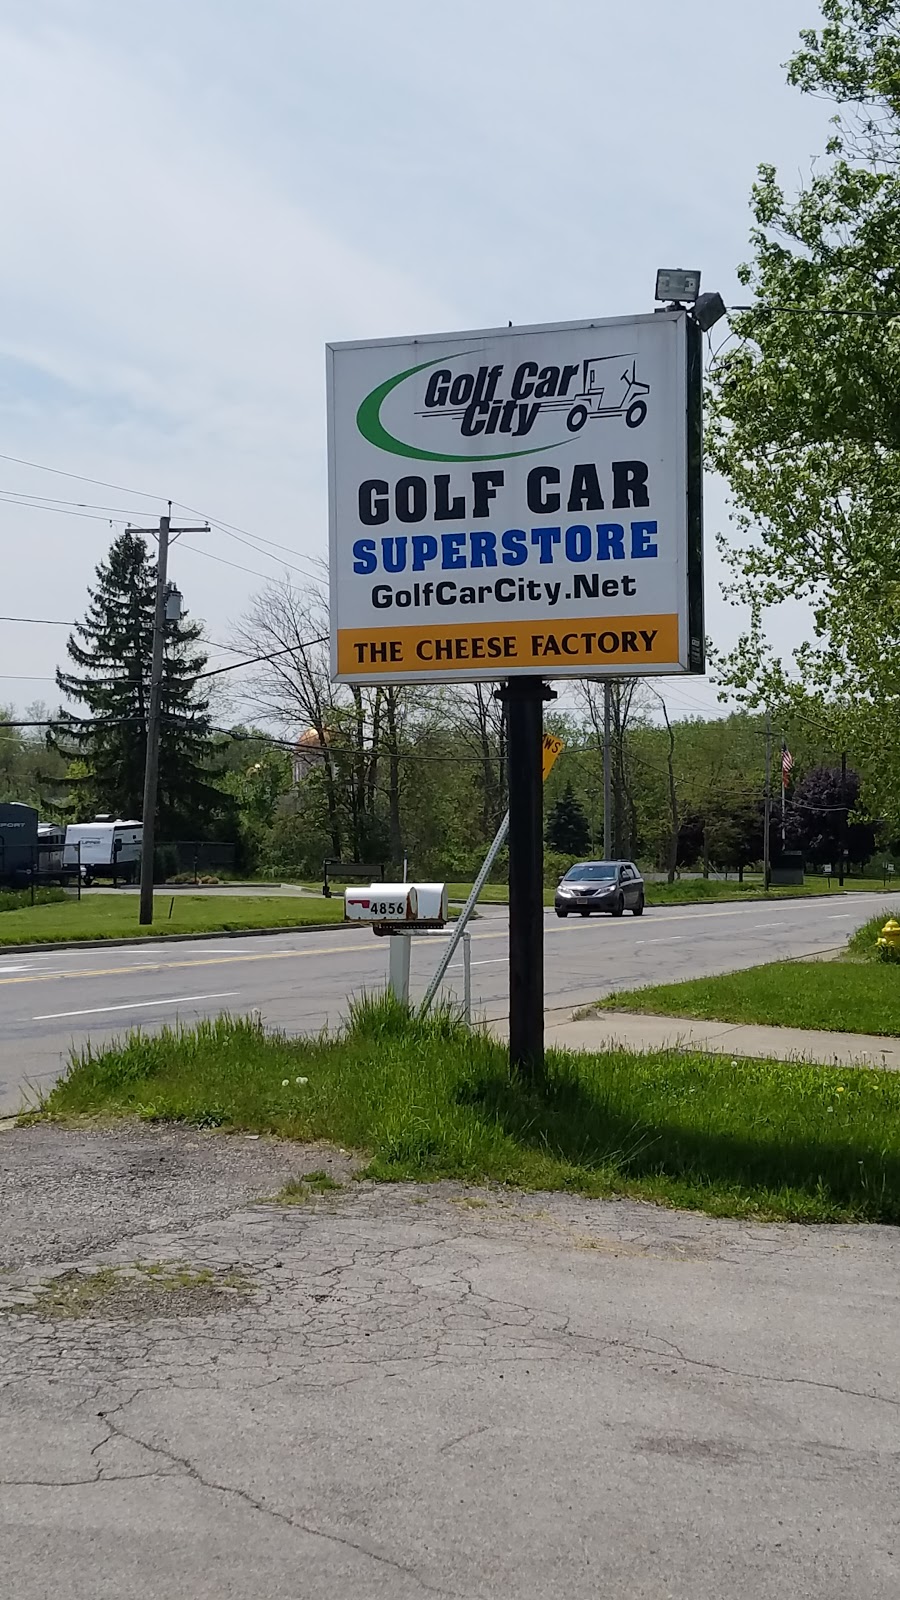 Golf Car
City
GOLF CAR
SUPERSTORE
GolfCarCity.Net
THE CHEESE FACTORY
4856